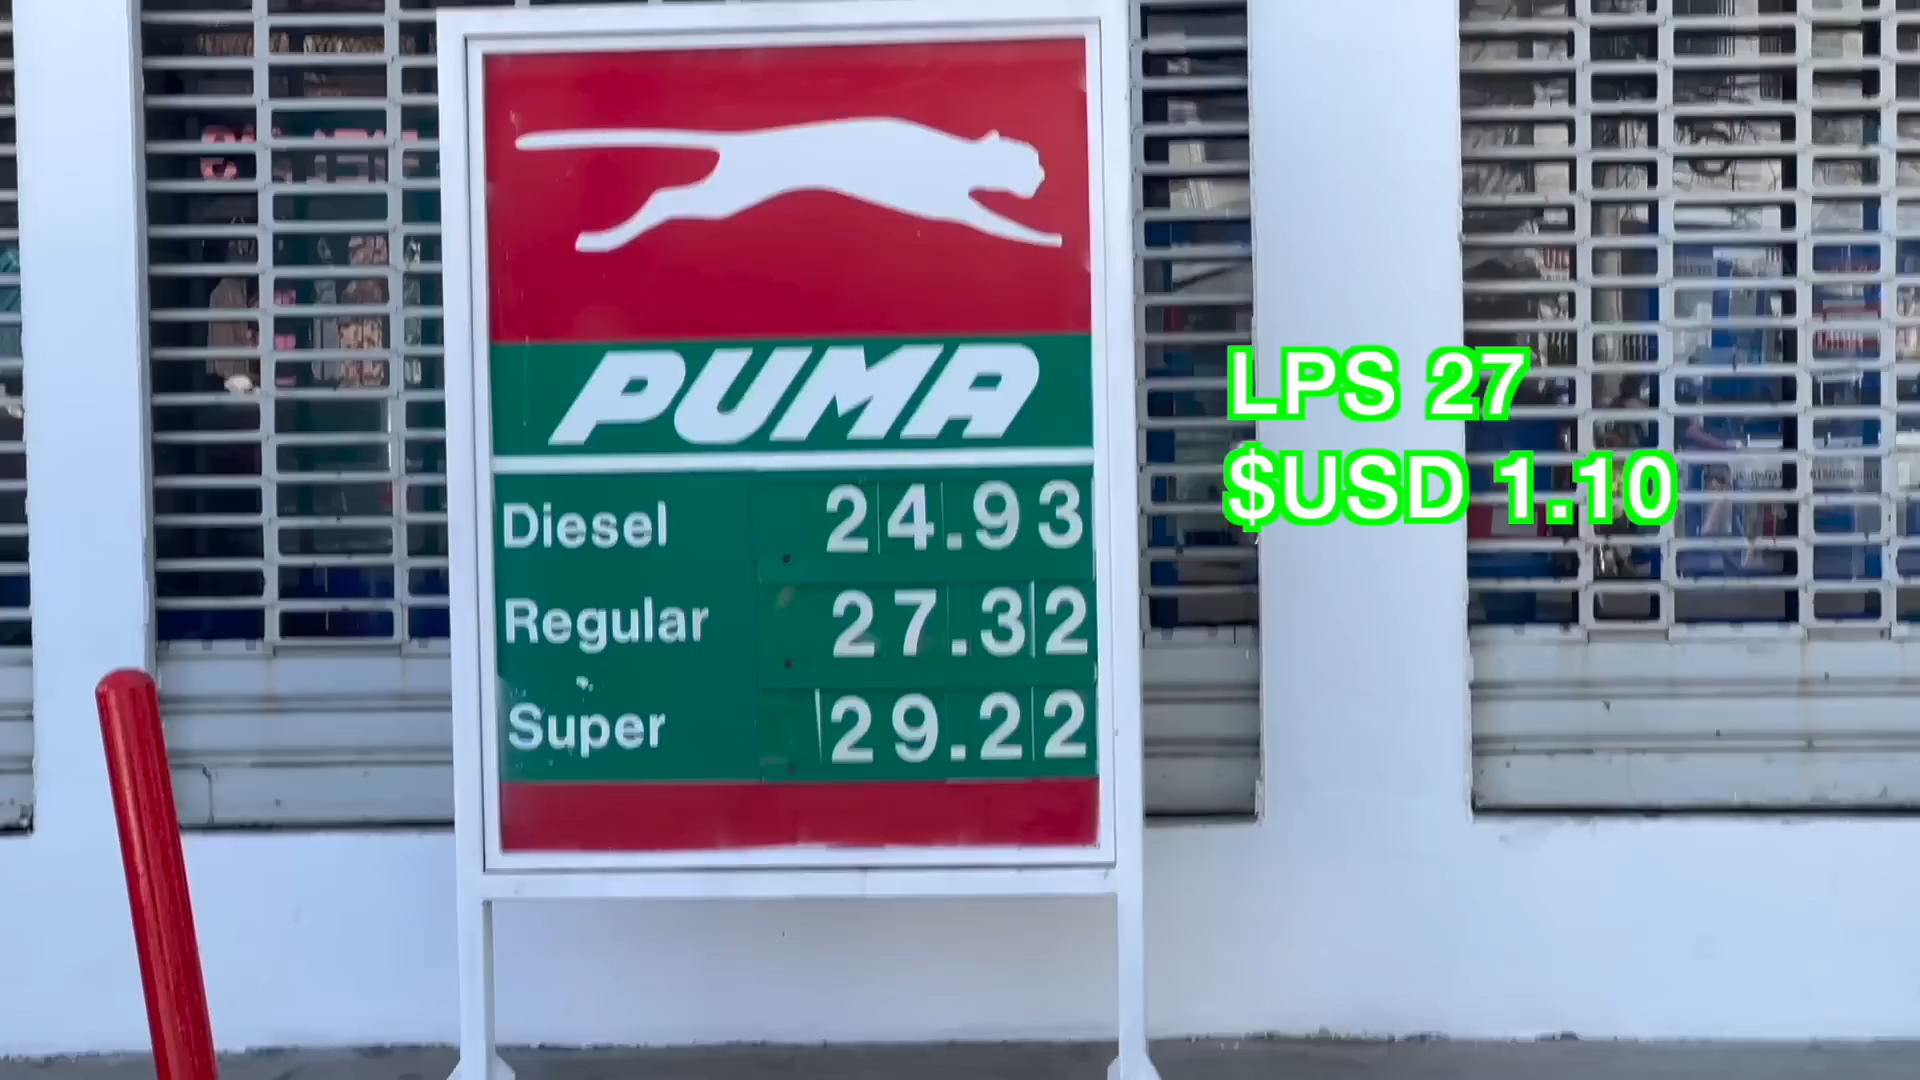 PUMA
Diesel 24.93
Regular 27.32
Super 29.22
LPS 27
$USD 1.10